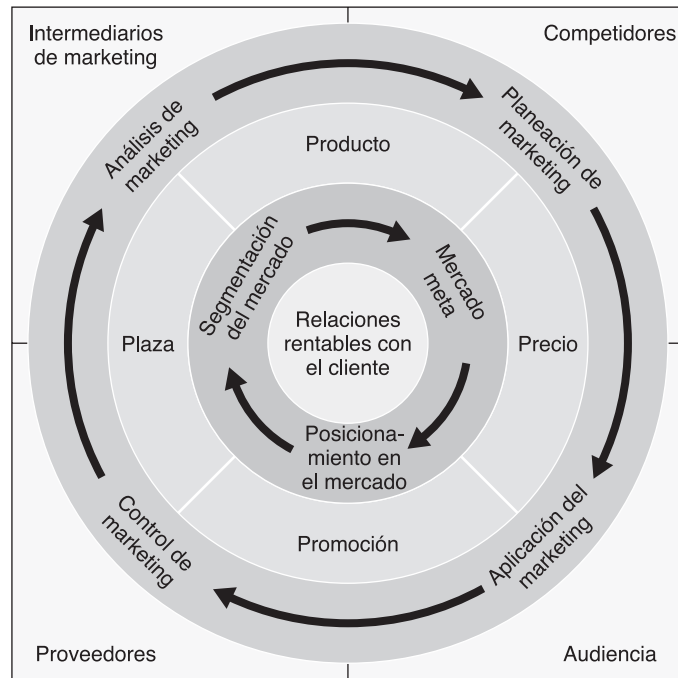 Intermediarios
de marketing
Competidores
Análisis de
marketing
Planeación de
marketing
Producto
Segmentación
del mercado
Mercado
meta
Plaza
Relaciones
rentables con
el cliente
Precio
Posiciona-
miento en
el mercado
Control de
marketing
Promoción
Aplicación del
marketing
Proveedores
Audiencia